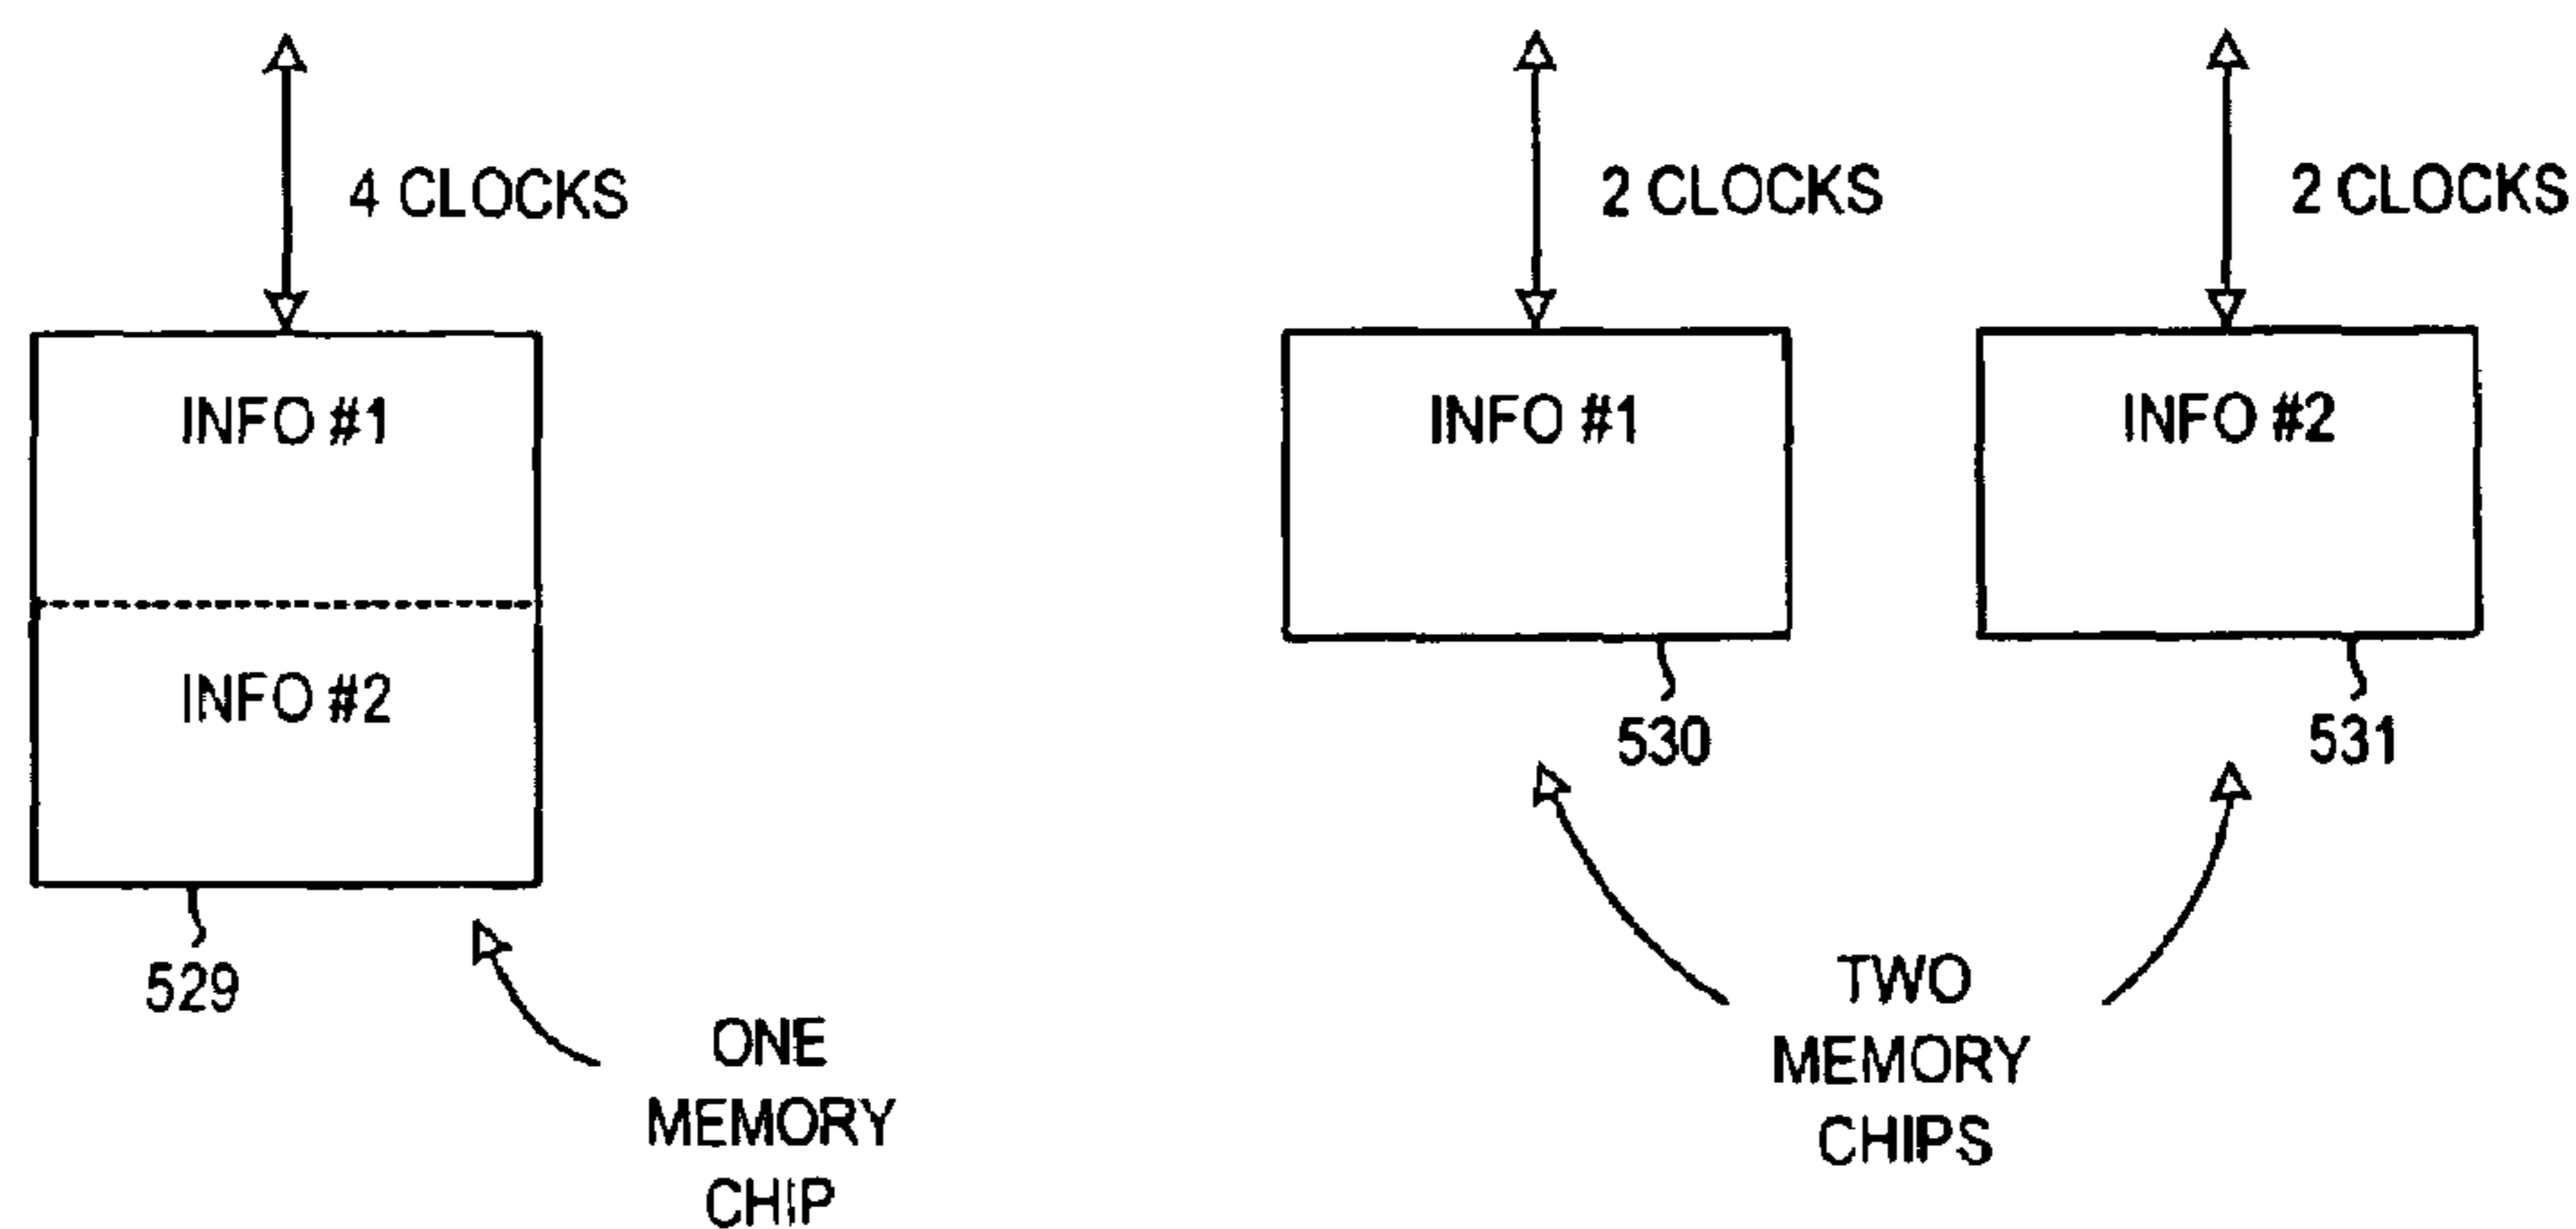 4 CLOCKS
INFO #1
INFO #2
529
ONE
MEMORY
CHIP
2 CLOCKS
2 CLOCKS
INFO #1
INFO #2
530
531
TWO
MEMORY
CHIPS